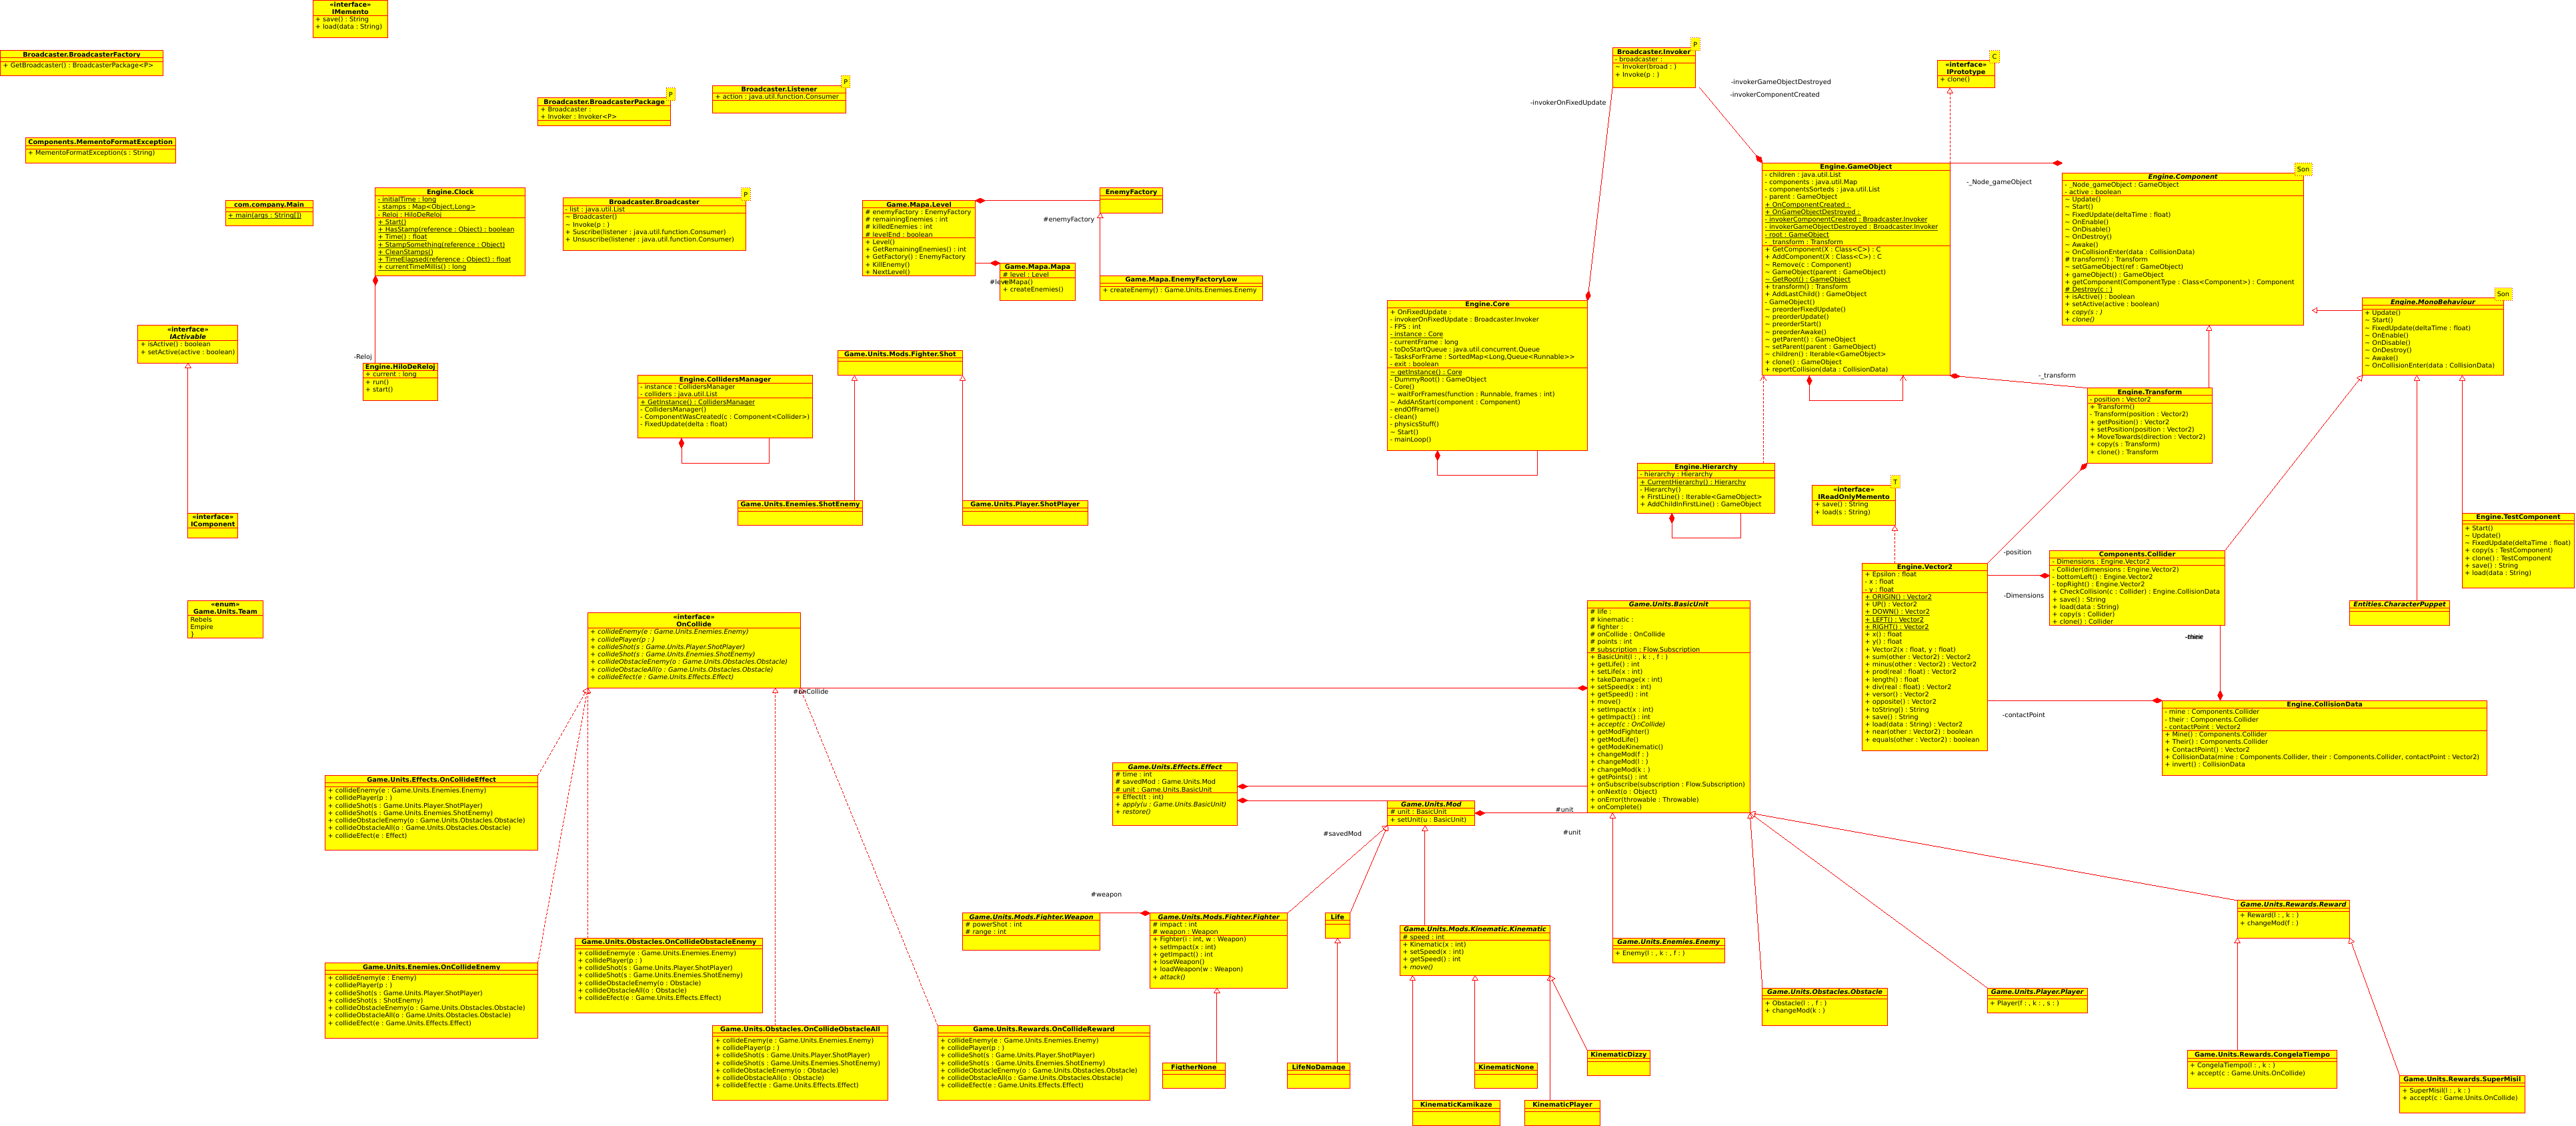 «interface»
IMemento
+ save() : String
+ load(data : String)
Broadcaster.BroadcasterFactory
+ GetBroadcaster() : BroadcasterPackage<P>
Broadcaster.BroadcasterPackage
P
+ Broadcaster :
+ Invoker : Invoker<P>
Broadcaster.Listener
P
+ action : java.util.function.Consumer
Components.MementoFormatException
+ MementoFormatException(s : String)
com.company.Main
+ main(args : String[])
Engine.Clock
- initialTime : long
- stamps : Map<Object,Long>
- Reloj : HiloDeReloj
+ Start()
+ HasStamp(reference : Object) : boolean
+ Time() : float
+ StampSomething(reference : Object)
+ CleanStamps()
+ TimeElapsed(reference : Object) : float
+ currentTimeMillis() : long
-Reloj
Engine.HiloDeReloj
+ current : long
+ run()
+ start()
Broadcaster.Broadcaster
P
- list : java.util.List
~ Broadcaster()
~ Invoke(p : )
+ Suscribe(listener : java.util.function.Consumer)
+ Unsuscribe(listener : java.util.function.Consumer)
Game.Mapa.Level
# enemyFactory : EnemyFactory
# remainingEnemies : int
# killedEnemies : int
# levelEnd : boolean
+ Level()
+ GetRemainingEnemies() : int
+ GetFactory() : EnemyFactory
+ KillEnemy()
+ NextLevel()
EnemyFactory
#enemyFactory
Game.Mapa.Mapa
# level : Level
#level
+ Mapa()
+ createEnemies()
Game.Mapa.EnemyFactoryLow
+ createEnemy() : Game.Units.Enemies.Enemy
«interface»
IActivable
+ isActive() : boolean
+ setActive(active : boolean)
«interface»
IComponent
«enum»
Game.Units.Team
Rebels
Empire
}
Engine.CollidersManager
- instance : CollidersManager
- colliders : java.util.List
+ GetInstance() : CollidersManager
- CollidersManager()
- ComponentWasCreated(c : Component<Collider>)
- FixedUpdate(delta : float)
Game.Units.Mods.Fighter.Shot
Game.Units.Enemies.ShotEnemy
Game.Units.Player.ShotPlayer
Broadcaster.Invoker
P
- broadcaster :
~ Invoker(broad : )
+ Invoke(p : )
-invokerOnFixedUpdate
-invokerGameObjectDestroyed
-invokerComponentCreated
«interface»
IPrototype
C
+ clone()
Engine.GameObject
- children : java.util.List
- components : java.util.Map
- componentsSorteds : java.util.List
- parent : GameObject
+ OnComponentCreated :
+ OnGameObjectDestroyed :
- invokerComponentCreated : Broadcaster.Invoker
- invokerGameObjectDestroyed : Broadcaster.Invoker
- root : GameObject
- _transform : Transform
+ GetComponent(X : Class<C>) : C
+ AddComponent(X : Class<C>) : C
~ Remove(c : Component)
~ GameObject(parent : GameObject)
~ GetRoot() : GameObject
+ transform() : Transform
+ AddLastChild() : GameObject
- GameObject()
~ preorderFixedUpdate()
~ preorderUpdate()
~ preorderStart()
~ preorderAwake()
~ getParent() : GameObject
~ setParent(parent : GameObject)
~ children() : Iterable<GameObject>
+ clone() : GameObject
+ reportCollision(data : CollisionData)
-_Node_gameObject
-_transform
Engine.Component
Son
- _Node_gameObject : GameObject
- active : boolean
~ Update()
~ Start()
~ FixedUpdate(deltaTime : float)
~ OnEnable()
~ OnDisable()
~ OnDestroy()
~ Awake()
~ OnCollisionEnter(data : CollisionData)
# transform() : Transform
~ setGameObject(ref : GameObject)
+ gameObject() : GameObject
+ getComponent(ComponentType : Class<Component>) : Component
# Destroy(c : )
+ isActive() : boolean
+ setActive(active : boolean)
+ copy(s : )
+ clone()
Engine.MonoBehaviour
Son
+ Update()
~ Start()
~ FixedUpdate(deltaTime : float)
~ OnEnable()
~ OnDisable()
~ OnDestroy()
~ Awake()
~ OnCollisionEnter(data : CollisionData)
Engine.Core
+ OnFixedUpdate :
- invokerOnFixedUpdate : Broadcaster.Invoker
- FPS : int
- instance : Core
- currentFrame : long
- toDoStartQueue : java.util.concurrent.Queue
- TasksForFrame : SortedMap<Long,Queue<Runnable>>
- exit : boolean
~ getInstance() : Core
- DummyRoot() : GameObject
- Core()
~ waitForFrames(function : Runnable, frames : int)
~ AddAnStart(component : Component)
- endOfFrame()
- clean()
- physicsStuff()
~ Start()
- mainLoop()
Engine.Transform
- position : Vector2
+ Transform()
- Transform(position : Vector2)
+ getPosition() : Vector2
+ setPosition(position : Vector2)
+ MoveTowards(direction : Vector2)
+ copy(s : Transform)
+ clone() : Transform
Engine.Hierarchy
- hierarchy : Hierarchy
+ CurrentHierarchy() : Hierarchy
- Hierarchy()
+ FirstLine() : Iterable<GameObject>
+ AddChildInFirstLine() : GameObject
«interface»
IReadOnlyMemento
T
+ save() : String
+ load(s : String)
Engine.TestComponent
+ Start()
~ Update()
~ FixedUpdate(deltaTime : float)
+ copy(s : TestComponent)
+ clone() : TestComponent
+ save() : String
+ load(data : String)
Engine.Vector2
+ Epsilon : float
- x : float
- y : float
+ ORIGIN() : Vector2
+ UP() : Vector2
+ DOWN() : Vector2
+ LEFT() : Vector2
+ RIGHT() : Vector2
+ x() : float
+ y() : float
+ Vector2(x : float, y : float)
+ sum(other : Vector2) : Vector2
+ minus(other : Vector2) : Vector2
+ prod(real : float) : Vector2
+ length() : float
+ div(real : float) : Vector2
+ versor() : Vector2
+ opposite() : Vector2
+ toString() : String
+ save() : String
+ load(data : String) : Vector2
+ near(other : Vector2) : boolean
+ equals(other : Vector2) : boolean
-position
-Dimensions
-contactPoint
Components.Collider
- Dimensions : Engine.Vector2
- Collider(dimensions : Engine.Vector2)
- bottomLeft() : Engine.Vector2
- topRight() : Engine.Vector2
+ CheckCollision(c : Collider) : Engine.CollisionData
+ save() : String
+ load(data : String)
+ copy(s : Collider)
+ clone() : Collider
Entities.CharacterPuppet
Engine.CollisionData
- mine : Components.Collider
- their : Components.Collider
- contactPoint : Vector2
+ Mine() : Components.Collider
+ Their() : Components.Collider
+ ContactPoint() : Vector2
+ CollisionData(mine : Components.Collider, their : Components.Collider, contactPoint : Vector2)
+ invert() : CollisionData
«interface»
OnCollide
+ collideEnemy(e : Game.Units.Enemies.Enemy)
+ collidePlayer(p : )
+ collideShot(s : Game.Units.Player.ShotPlayer)
+ collideShot(s : Game.Units.Enemies.ShotEnemy)
+ collideObstacleEnemy(o : Game.Units.Obstacles.Obstacle)
+ collideObstacleAll(o : Game.Units.Obstacles.Obstacle)
+ collideEfect(e : Game.Units.Effects.Effect)
#onCollide
Game.Units.BasicUnit
# life :
# kinematic :
# fighter :
# onCollide : OnCollide
# points : int
# subscription : Flow.Subscription
+ BasicUnit(l : , k : , f : )
+ getLife() : int
+ setLife(x : int)
+ takeDamage(x : int)
+ setSpeed(x : int)
+ getSpeed() : int
+ move()
+ setImpact(x : int)
+ getImpact() : int
+ accept(c : OnCollide)
+ getModFighter()
+ getModLife()
+ getModeKinematic()
+ changeMod(f : )
+ changeMod(l : )
+ changeMod(k : )
+ getPoints() : int
+ onSubscribe(subscription : Flow.Subscription)
+ onNext(o : Object)
+ onError(throwable : Throwable)
+ onComplete()
Game.Units.Effects.Effect
# time : int
# savedMod : Game.Units.Mod
# unit : Game.Units.BasicUnit
+ Effect(t : int)
+ apply(u : Game.Units.BasicUnit)
+ restore()
Game.Units.Mod
# unit : BasicUnit
+ setUnit(u : BasicUnit)
#unit
#unit
#savedMod
Game.Units.Effects.OnCollideEffect
+ collideEnemy(e : Game.Units.Enemies.Enemy)
+ collidePlayer(p : )
+ collideShot(s : Game.Units.Player.ShotPlayer)
+ collideShot(s : Game.Units.Enemies.ShotEnemy)
+ collideObstacleEnemy(o : Game.Units.Obstacles.Obstacle)
+ collideObstacleAll(o : Game.Units.Obstacles.Obstacle)
+ collideEfect(e : Effect)
Game.Units.Enemies.OnCollideEnemy
+ collideEnemy(e : Enemy)
+ collidePlayer(p : )
+ collideShot(s : Game.Units.Player.ShotPlayer)
+ collideShot(s : ShotEnemy)
+ collideObstacleEnemy(o : Game.Units.Obstacles.Obstacle)
+ collideObstacleAll(o : Game.Units.Obstacles.Obstacle)
+ collideEfect(e : Game.Units.Effects.Effect)
Game.Units.Obstacles.OnCollideObstacleEnemy
+ collideEnemy(e : Game.Units.Enemies.Enemy)
+ collidePlayer(p : )
+ collideShot(s : Game.Units.Player.ShotPlayer)
+ collideShot(s : Game.Units.Enemies.ShotEnemy)
+ collideObstacleEnemy(o : Obstacle)
+ collideObstacleAll(o : Obstacle)
+ collideEfect(e : Game.Units.Effects.Effect)
Game.Units.Obstacles.OnCollideObstacleAll
+ collideEnemy(e : Game.Units.Enemies.Enemy)
+ collidePlayer(p : )
+ collideShot(s : Game.Units.Player.ShotPlayer)
+ collideShot(s : Game.Units.Enemies.ShotEnemy)
+ collideObstacleEnemy(o : Obstacle)
+ collideObstacleAll(o : Obstacle)
+ collideEfect(e : Game.Units.Effects.Effect)
Game.Units.Rewards.OnCollideReward
+ collideEnemy(e : Game.Units.Enemies.Enemy)
+ collidePlayer(p : )
+ collideShot(s : Game.Units.Player.ShotPlayer)
+ collideShot(s : Game.Units.Enemies.ShotEnemy)
+ collideObstacleEnemy(o : Game.Units.Obstacles.Obstacle)
+ collideObstacleAll(o : Game.Units.Obstacles.Obstacle)
+ collideEfect(e : Game.Units.Effects.Effect)
#weapon
Game.Units.Mods.Fighter.Weapon
# powerShot : int
# range : int
Game.Units.Mods.Fighter.Fighter
# impact : int
# weapon : Weapon
+ Fighter(i : int, w : Weapon)
+ setImpact(x : int)
+ getImpact() : int
+ loseWeapon()
+ loadWeapon(w : Weapon)
+ attack()
Life
Game.Units.Mods.Kinematic.Kinematic
# speed : int
+ Kinematic(x : int)
+ setSpeed(x : int)
+ getSpeed() : int
+ move()
Game.Units.Enemies.Enemy
+ Enemy(l : , k : , f : )
Game.Units.Obstacles.Obstacle
+ Obstacle(l : , f : )
+ changeMod(k : )
Game.Units.Player.Player
+ Player(f : , k : , s : )
Game.Units.Rewards.Reward
+ Reward(l : , k : )
+ changeMod(f : )
FigtherNone
LifeNoDamage
KinematicNone
KinematicDizzy
KinematicKamikaze
KinematicPlayer
Game.Units.Rewards.CongelaTiempo
+ CongelaTiempo(l : , k : )
+ accept(c : Game.Units.OnCollide)
Game.Units.Rewards.SuperMisil
+ SuperMisil(l : , k : )
+ accept(c : Game.Units.OnCollide)